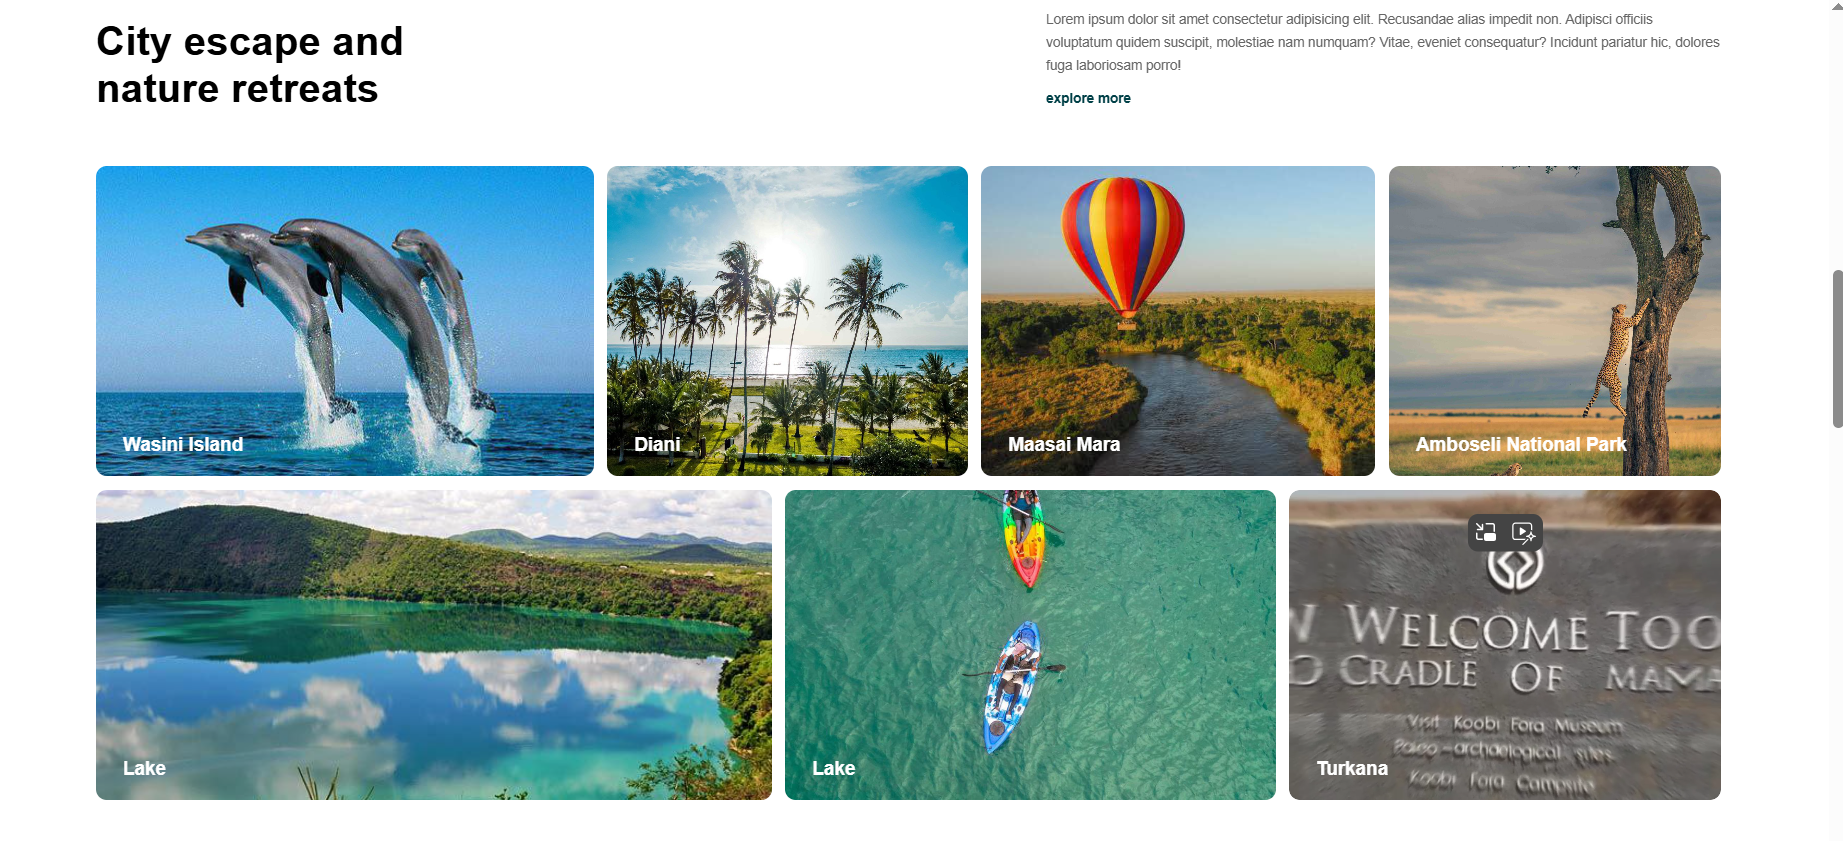 City escape and
nature retreats
Lorem ipsum dolor sit amet consectetur adipisicing elit. Recusandae alias impedit non. Adipisci officiis
voluptatum quidem suscipit, molestiae nam numquam? Vitae, eveniet consequatur? Incidunt pariatur hic, dolores
fuga laboriosam porro!
explore more
Wasini Island
Diani
Maasai Mara
Amboseli National Park
Lake
Lake
WELCOME TO
CRADLE OF
Visit Koobi Fora Museum
Paleo-archaeological sites
Koobi Fora Campsite
Turkana